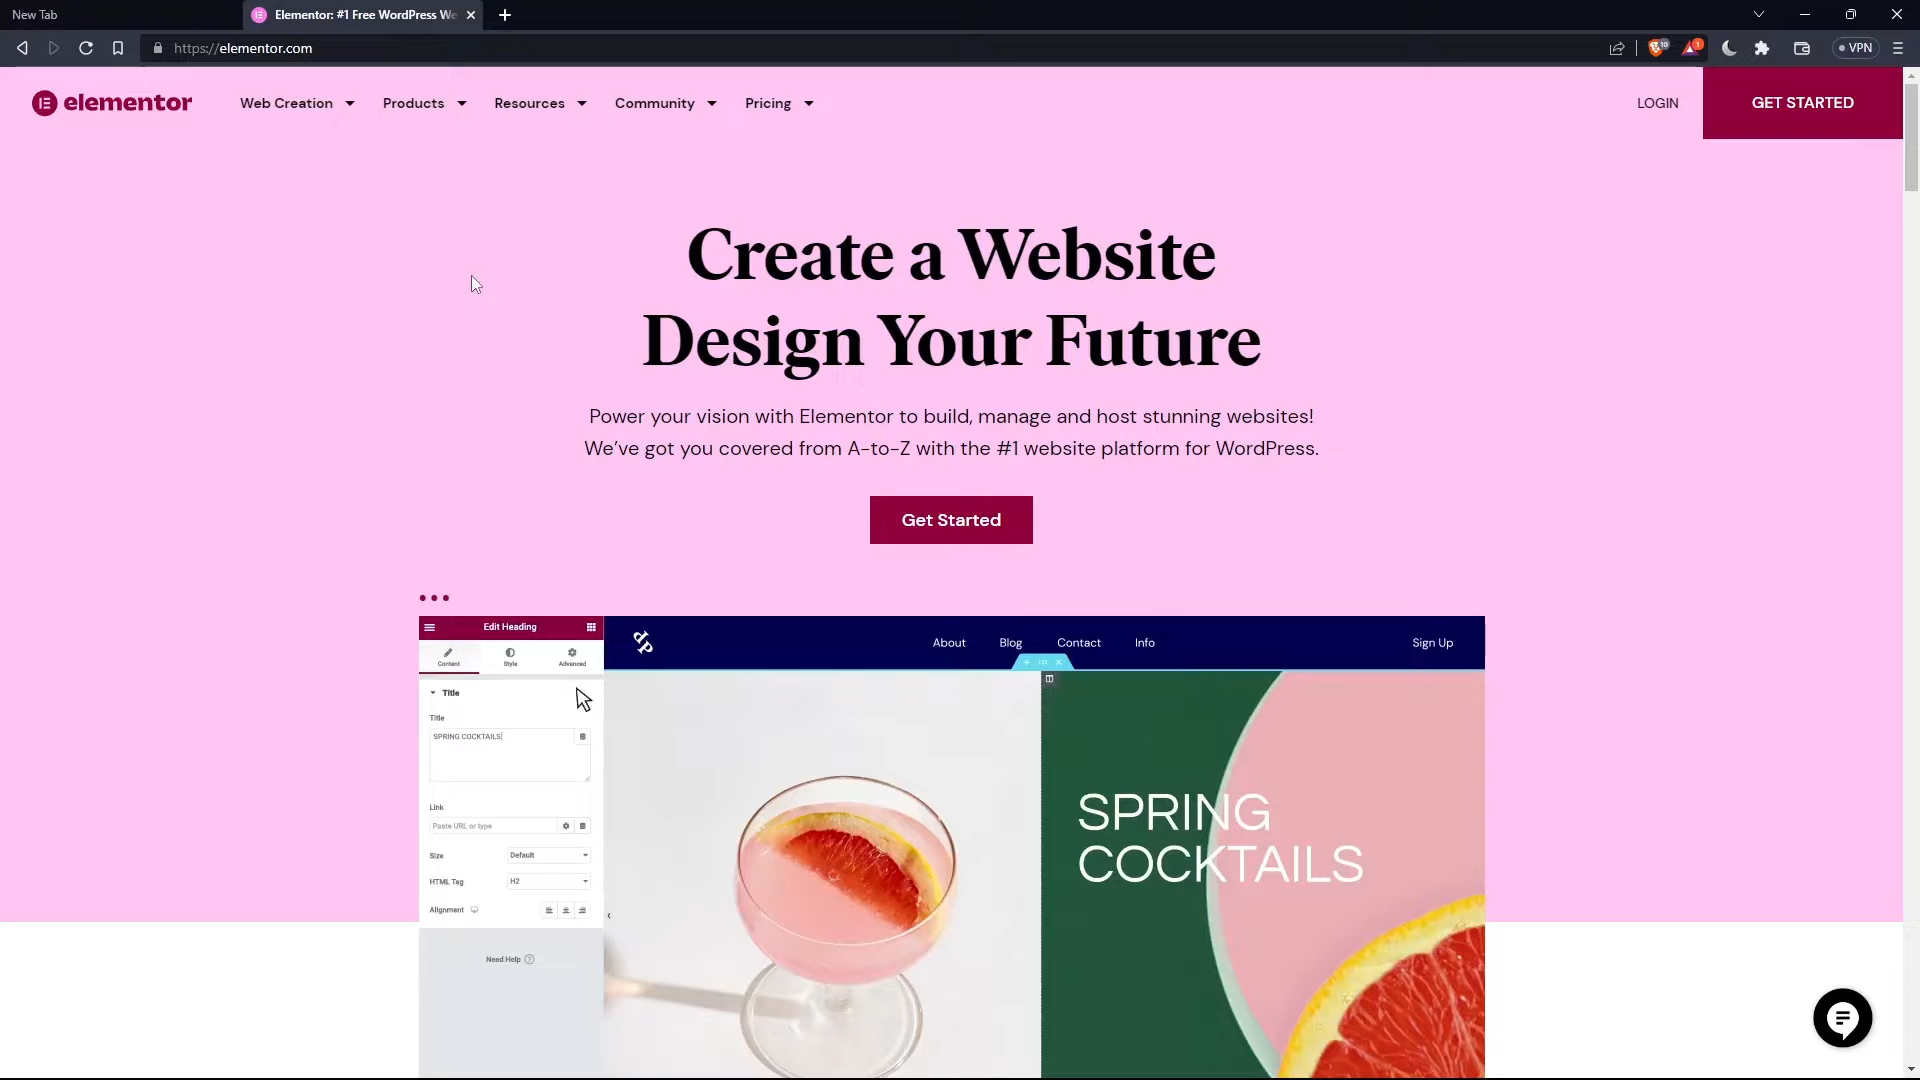 New Tab
Elementor: #1 Free WordPress We
https://elementor.com
10
1
VPN
elementor
Web Creation
Products
Resources
Community
Pricing
LOGIN
GET STARTED
Create a Website
Design Your Future
Power your vision with Elementor to build, manage and host stunning websites!
We’ve got you covered from A-to-Z with the #1 website platform for WordPress.
Get Started
Edit Heading
Content
Style
Advanced
Title
Title
SPRING COCKTAILS
Link
Paste URL or type
Size
Default
HTML Tag
H2
Alignment
Need Help
?
About
Blog
Contact
Info
Sign Up
SPRING
COCKTAILS